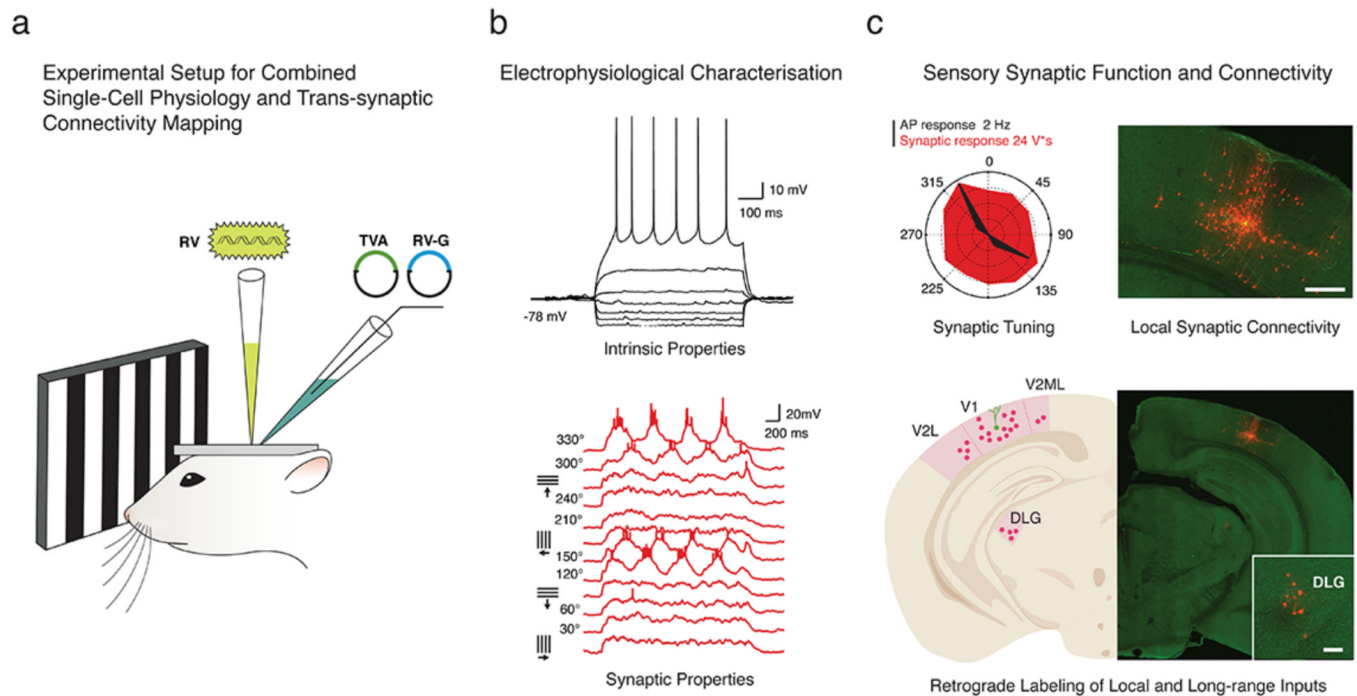 a
Experimental Setup for Combined
Single-Cell Physiology and Trans-synaptic
Connectivity Mapping
RV
TVA
RV-G
b
Electrophysiological Characterisation
10 mV
100 ms
-78 mV
Intrinsic Properties
20mV
200 ms
330°
300°
240°
210°
150°
120°
60°
30°
Synaptic Properties
c
Sensory Synaptic Function and Connectivity
AP response 2 Hz
Synaptic response 24 V*s
0
45
90
135
225
270
315
Synaptic Tuning
Local Synaptic Connectivity
V2L
V1
V2ML
DLG
DLG
Retrograde Labeling of Local and Long-range Inputs